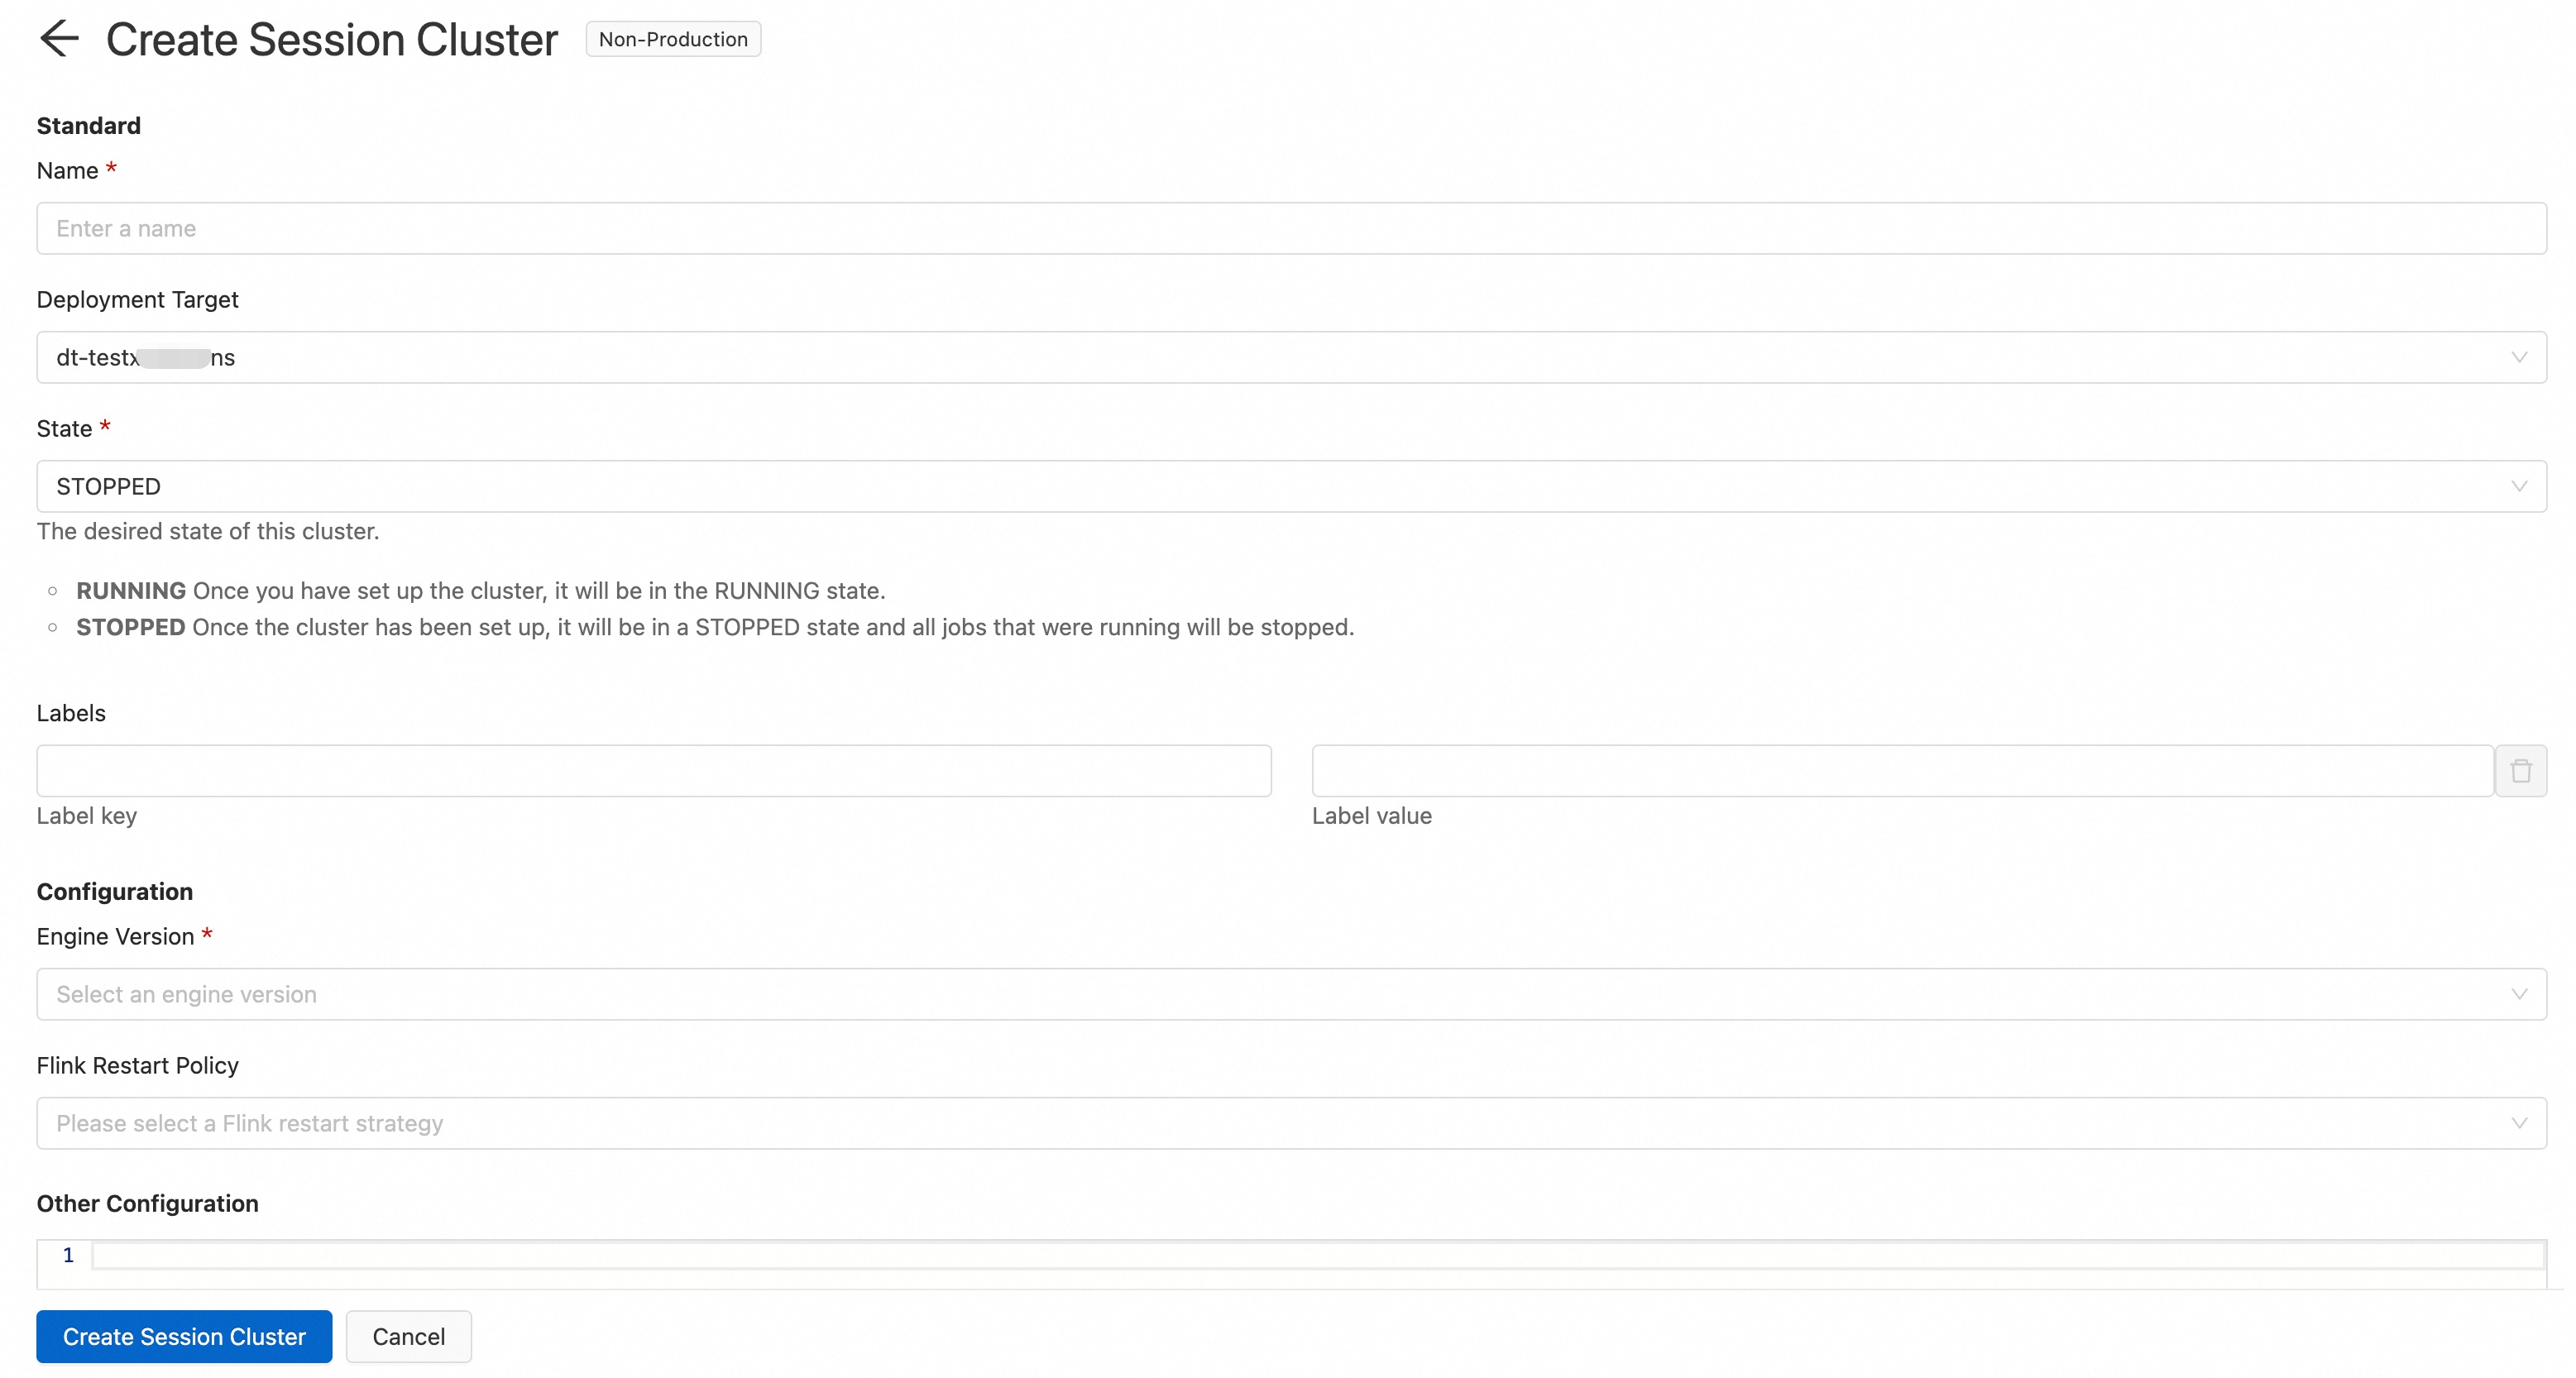 Create Session Cluster Non-Production
Standard
Name *
Enter a name
Deployment Target
dt-testx ns
State *
STOPPED
The desired state of this cluster.
RUNNING Once you have set up the cluster, it will be in the RUNNING state.
STOPPED Once the cluster has been set up, it will be in a STOPPED state and all jobs that were running will be stopped.
Labels
Label key Label value
Configuration
Engine Version *
Select an engine version
Flink Restart Policy
Please select a Flink restart strategy
Other Configuration
1
Create Session Cluster Cancel